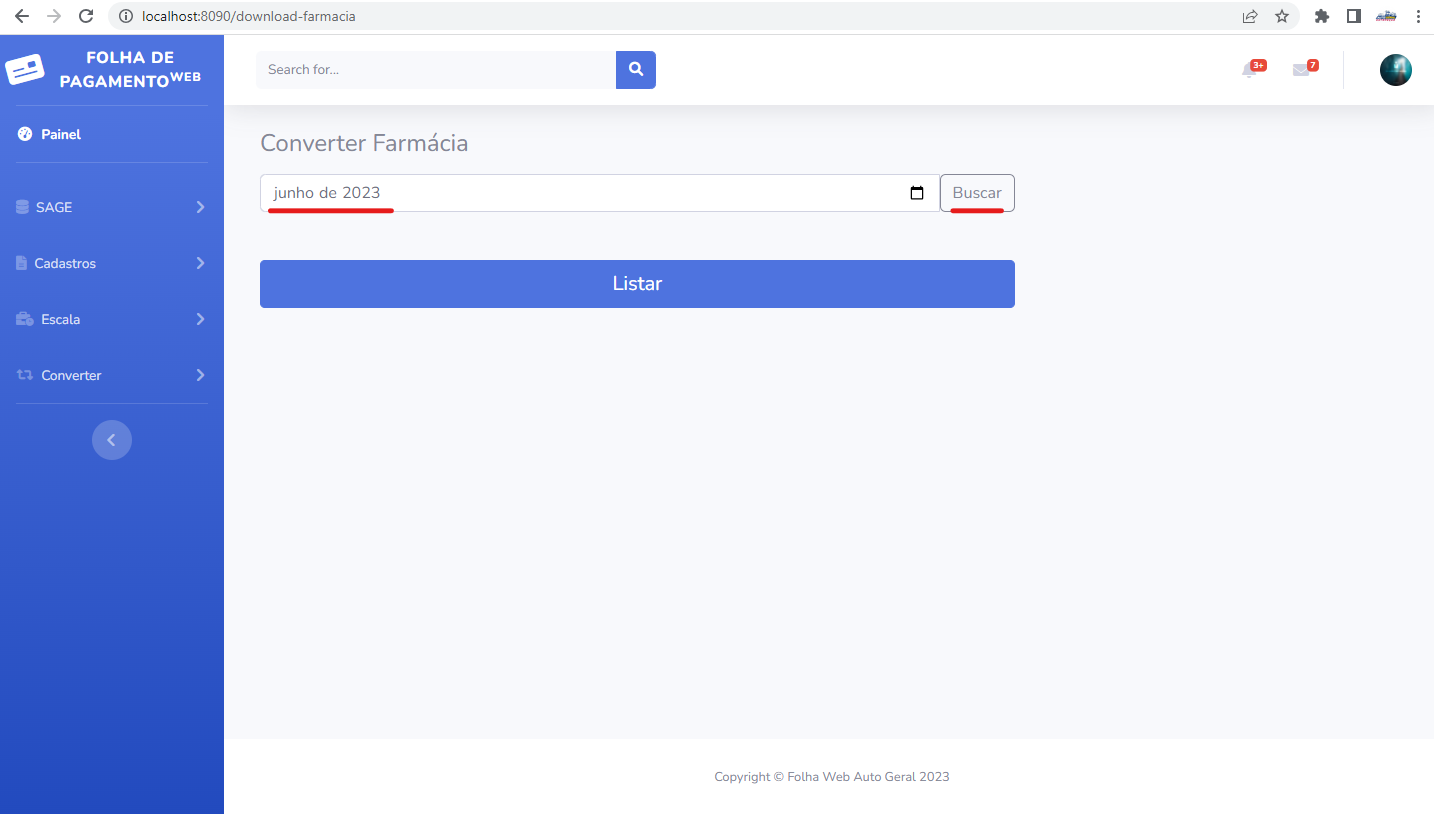 localhost:8090/download-farmacia
FOLHA DE
PAGAMENTOWEB
Search for...
3+
7
Painel
Converter Farmácia
junho de 2023
Buscar
SAGE
Cadastros
Listar
Escala
Converter
Copyright © Folha Web Auto Geral 2023